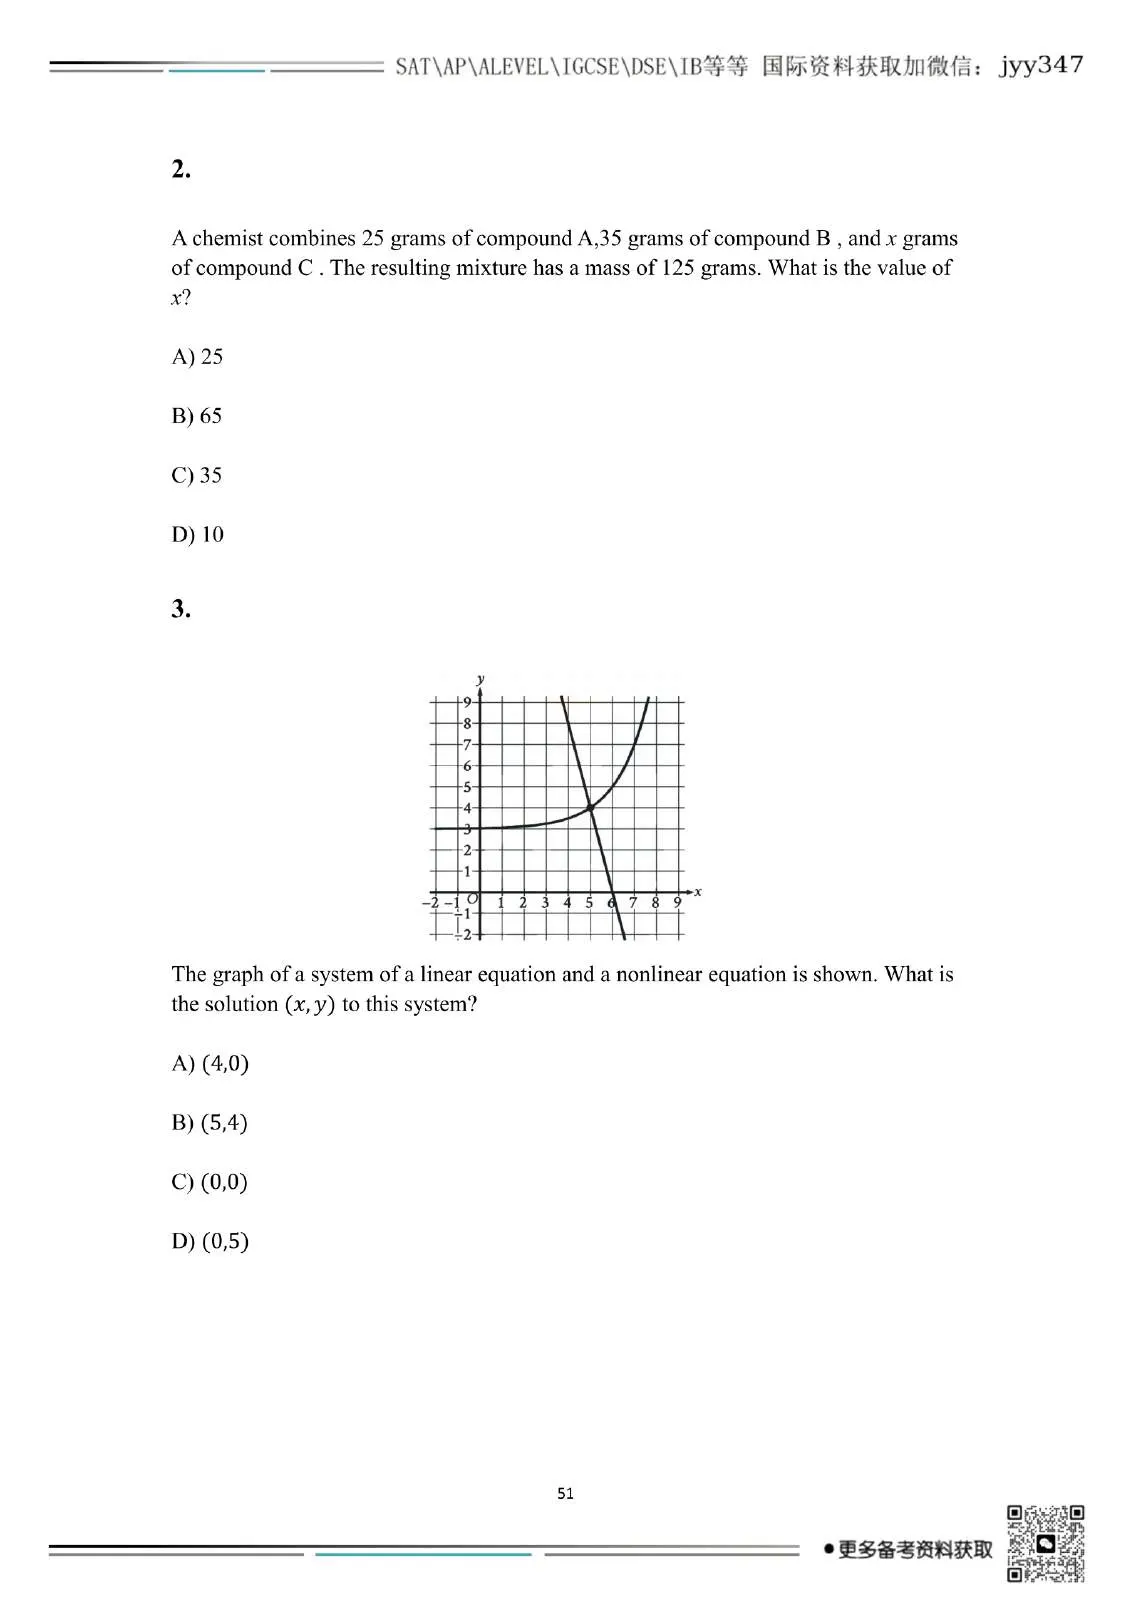 SAT\AP\ALEVEL\IGCSE\DSE\IB等等 国际资料获取加微信: jyy347
2.
A chemist combines 25 grams of compound A,35 grams of compound B , and x grams
of compound C . The resulting mixture has a mass of 125 grams. What is the value of
x?
A) 25
B) 65
C) 35
D) 10
3.
y
9
8
7
6
5
4
3
2
1
-2 -1 O 1 2 3 4 5 6 7 8 9 x
-1
-2
The graph of a system of a linear equation and a nonlinear equation is shown. What is
the solution (x, y) to this system?
A) (4,0)
B) (5,4)
C) (0,0)
D) (0,5)
51
●更多备考资料获取